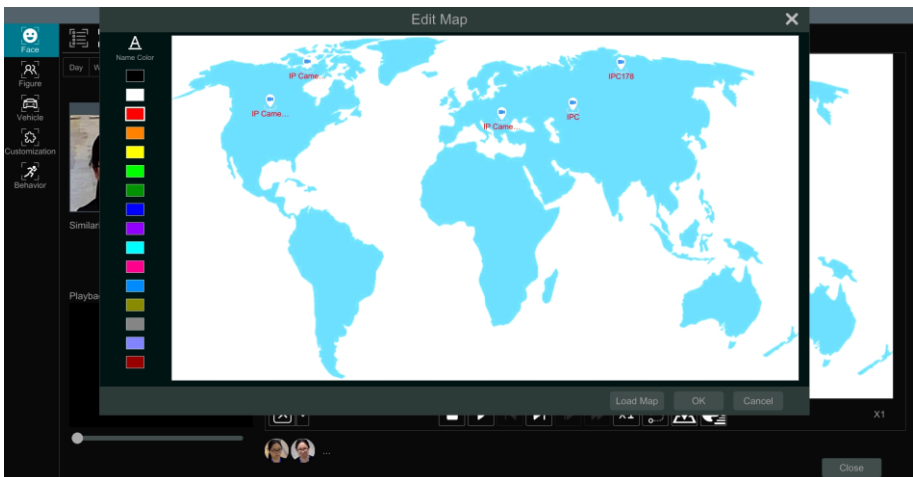 Edit Map
Face
Figure
Vehicle
Customization
Behavior
Day
Name Color
IP Came
IPC178
IP Came...
IP Came...
IPC
Similar
Playba
Load Map
OK
Cancel
X1
X1
...
Close